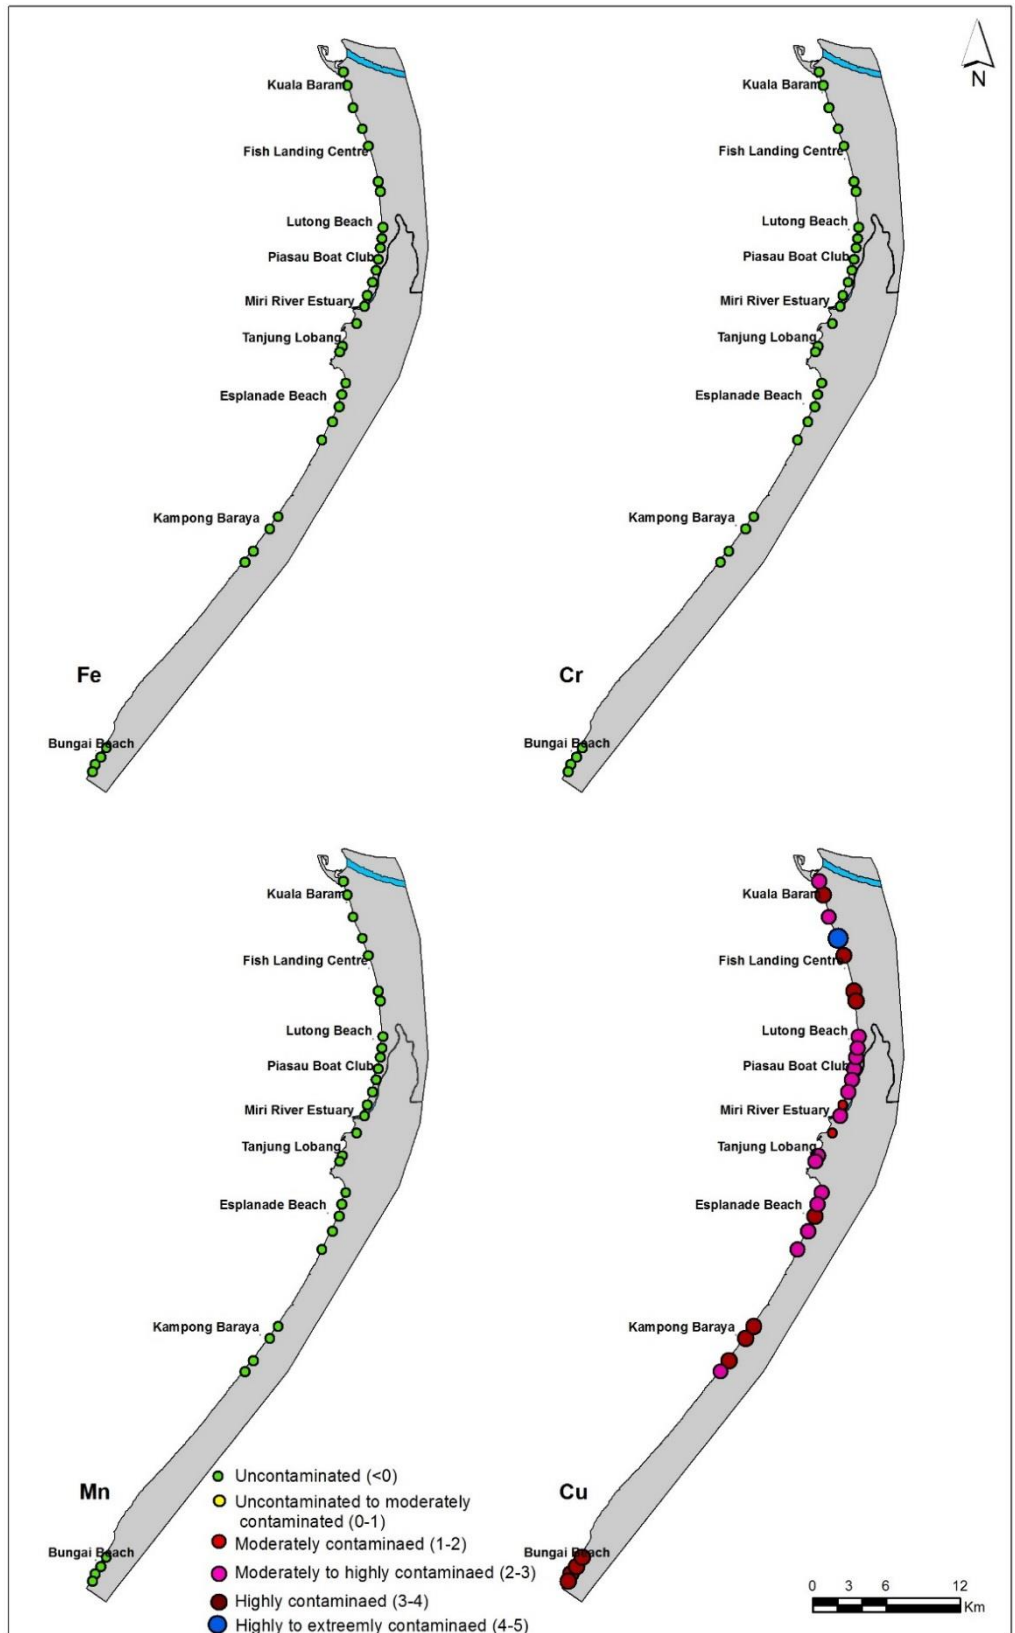 N
Kuala Baram
Fish Landing Centre
Lutong Beach
Piasau Boat Club
Miri River Estuary
Tanjung Lobang
Esplanade Beach
Kampong Baraya
Fe
Bungai Beach
Kuala Baram
Fish Landing Centre
Lutong Beach
Piasau Boat Club
Miri River Estuary
Tanjung Lobang
Esplanade Beach
Kampong Baraya
Cr
Bungai Beach
Kuala Baram
Fish Landing Centre
Lutong Beach
Piasau Boat Club
Miri River Estuary
Tanjung Lobang
Esplanade Beach
Kampong Baraya
Mn
Bungai Beach
Uncontaminated (<0)
Uncontaminated to moderately
contaminated (0-1)
Moderately contaminaed (1-2)
Moderately to highly contaminaed (2-3)
Highly contaminaed (3-4)
Highly to extreemly contaminaed (4-5)
Kuala Baram
Fish Landing Centre
Lutong Beach
Piasau Boat Club
Miri River Estuary
Tanjung Lobang
Esplanade Beach
Kampong Baraya
Cu
Bungai Beach
0 3 6 12
Km